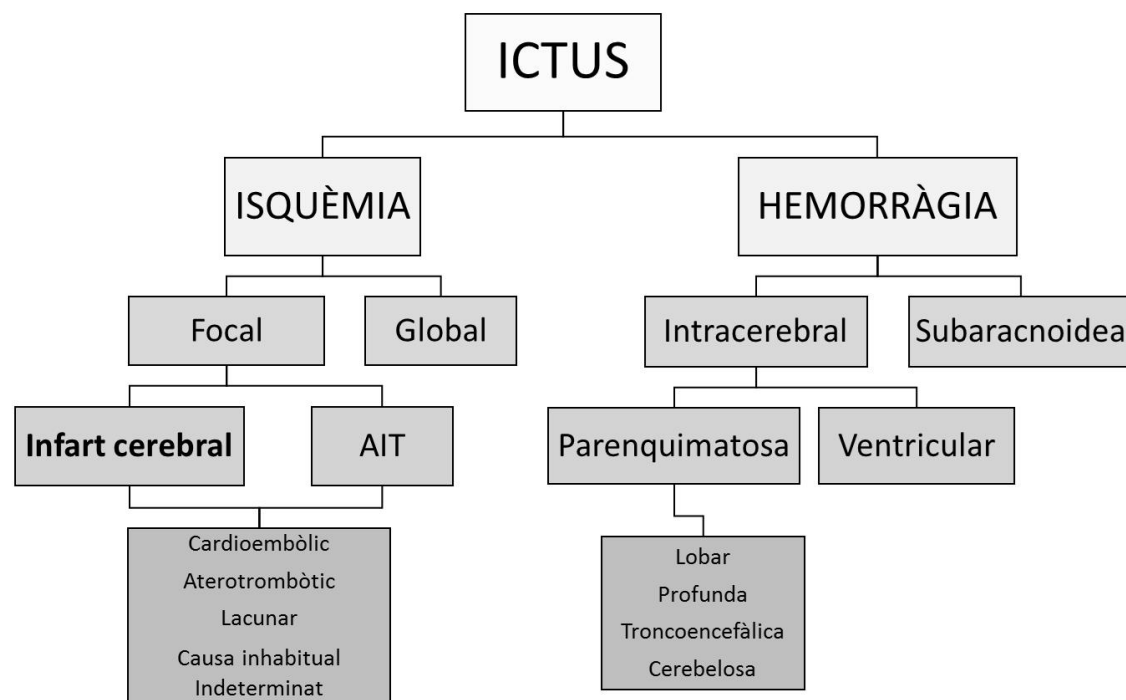 ICTUS
ISQUÈMIA
HEMORRÀGIA
Focal
Global
Intracerebral
Subaracnoidea
Infart cerebral
AIT
Parenquimatosa
Ventricular
Cardioembòlic
Aterotrombòtic
Lacunar
Causa inhabitual
Indeterminat
Lobar
Profunda
Troncoencefàlica
Cerebelosa